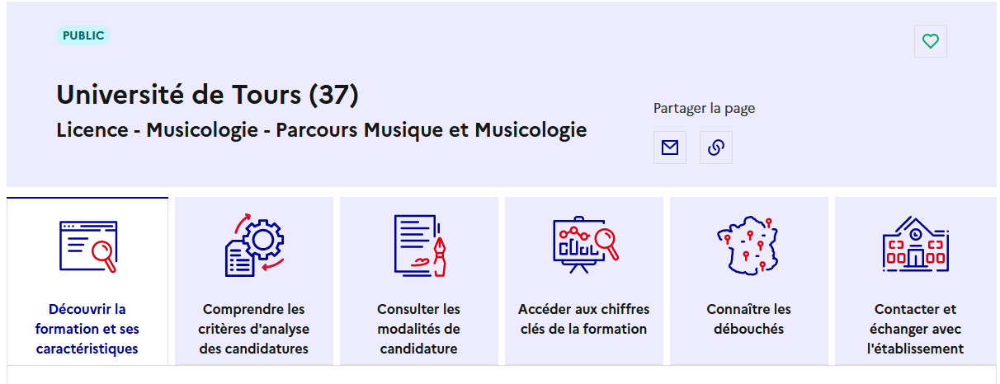 PUBLIC
Université de Tours (37)
Licence - Musicologie - Parcours Musique et Musicologie
Partager la page
Découvrir la
formation et ses
caractéristiques
Comprendre les
critères d'analyse
des candidatures
Consulter les
modalités de
candidature
Accéder aux chiffres
clés de la formation
Connaître les
débouchés
Contacter et
échanger avec
l'établissement